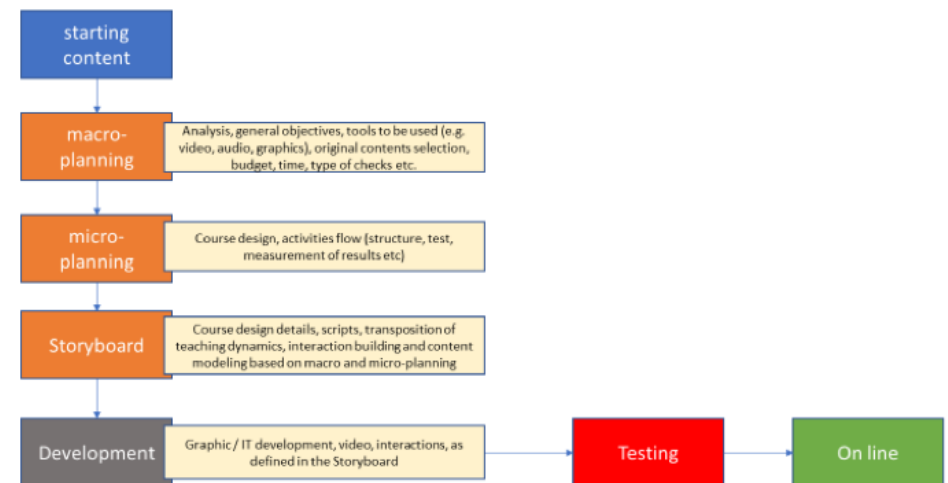 starting
content
macro-
planning
Analysis, general objectives, tools to be used (e.g.
video, audio, graphics), original contents selection,
budget, time, type of checks etc.
micro-
planning
Course design, activities flow (structure, test,
measurement of results etc)
Storyboard
Course design details, scripts, transposition of
teaching dynamics, interaction building and content
modeling based on macro and micro-planning
Development
Graphic / IT development, video, interactions, as
defined in the Storyboard
Testing
On line